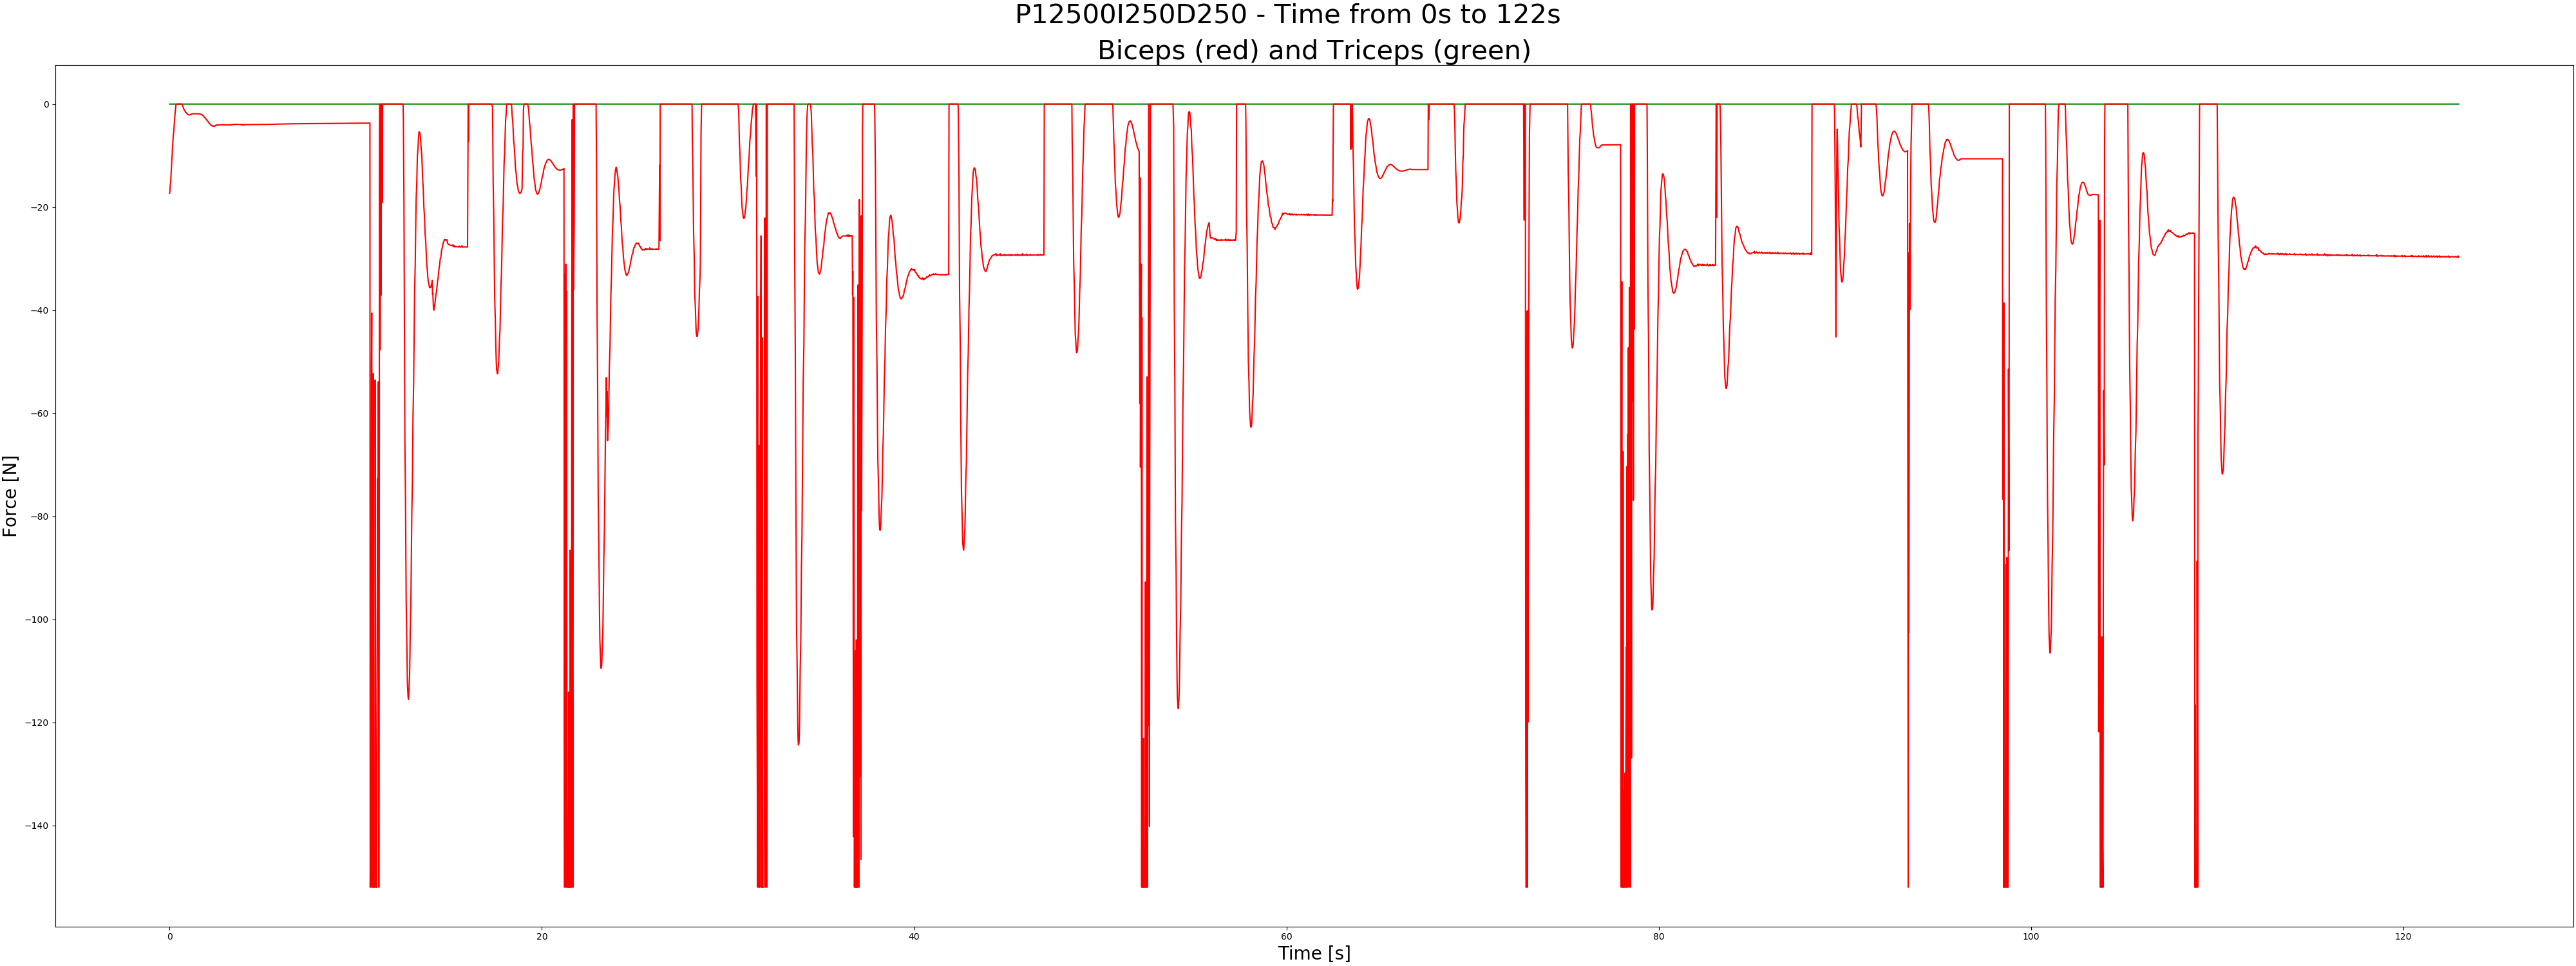 P12500I250D250 - Time from 0s to 122s
Biceps (red) and Triceps (green)
Force [N]
0
−20
−40
−60
−80
−100
−120
−140
0 20 40 60 80 100 120
Time [s]